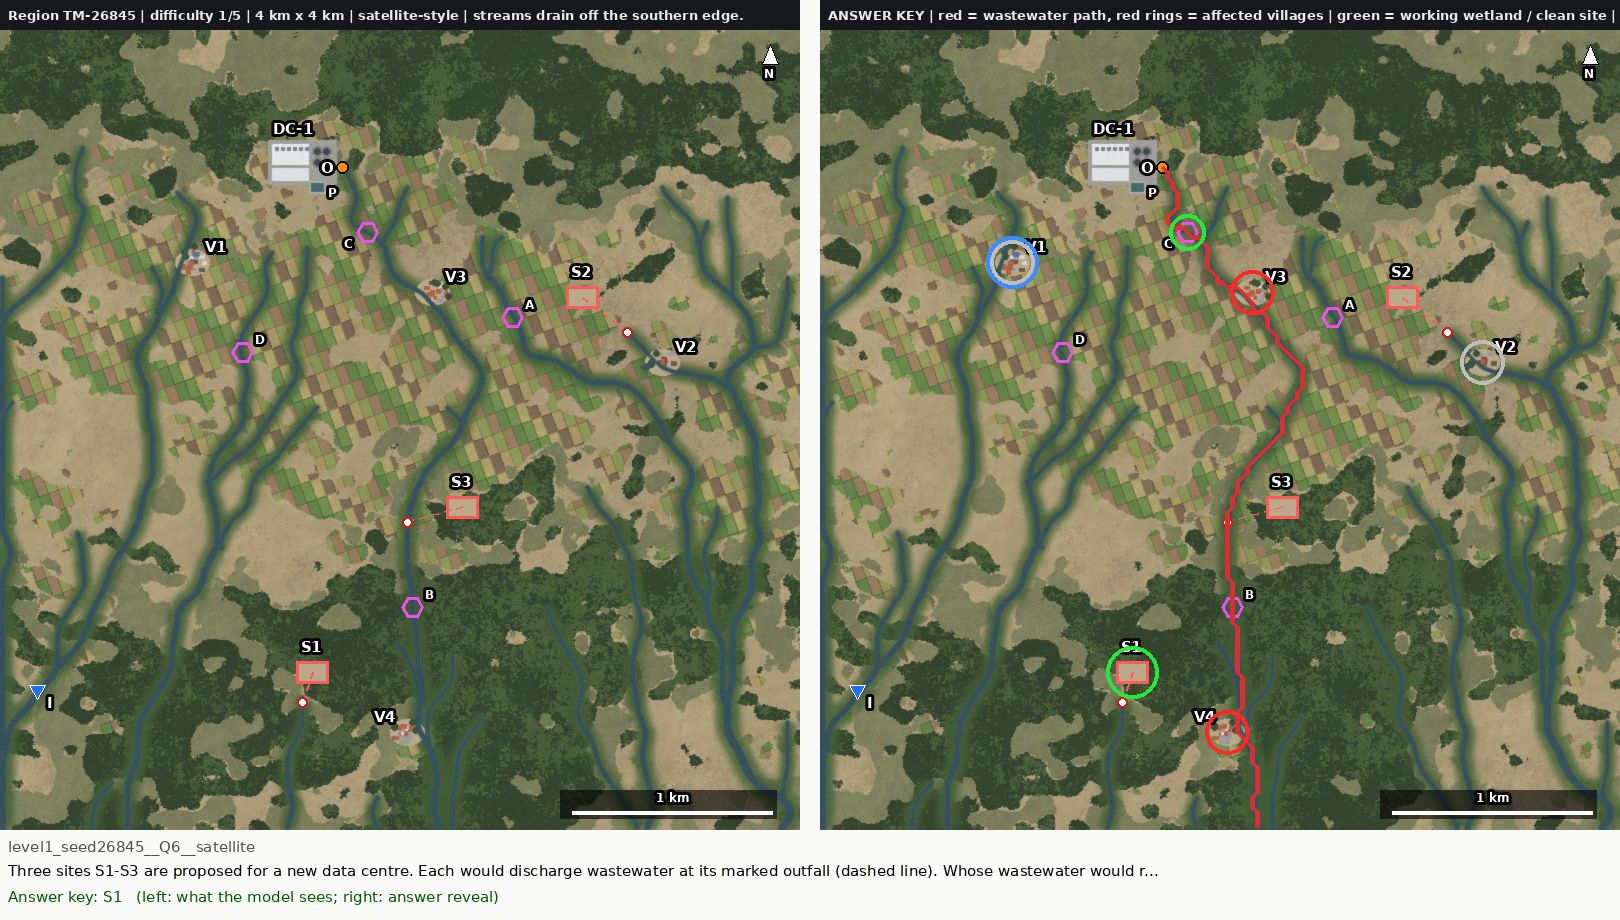 Region TM-26845 | difficulty 1/5 | 4 km x 4 km | satellite-style | streams drain off the southern edge.
N
DC-1
O
P
C
V1
V3
S2
A
D
V2
S3
B
S1
I
V4
1 km
ANSWER KEY | red = wastewater path, red rings = affected villages | green = working wetland / clean site |
N
DC-1
O
P
C
V1
V3
S2
A
D
V2
S3
B
S1
I
V4
1 km
level1_seed26845__Q6__satellite
Three sites S1-S3 are proposed for a new data centre. Each would discharge wastewater at its marked outfall (dashed line). Whose wastewater would r...
Answer key: S1 (left: what the model sees; right: answer reveal)